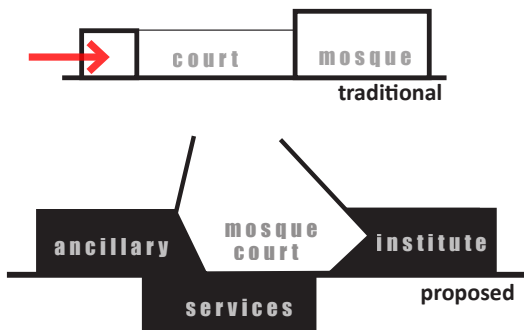 court
mosque
traditional
mosque
court
ancillary
institute
services
proposed